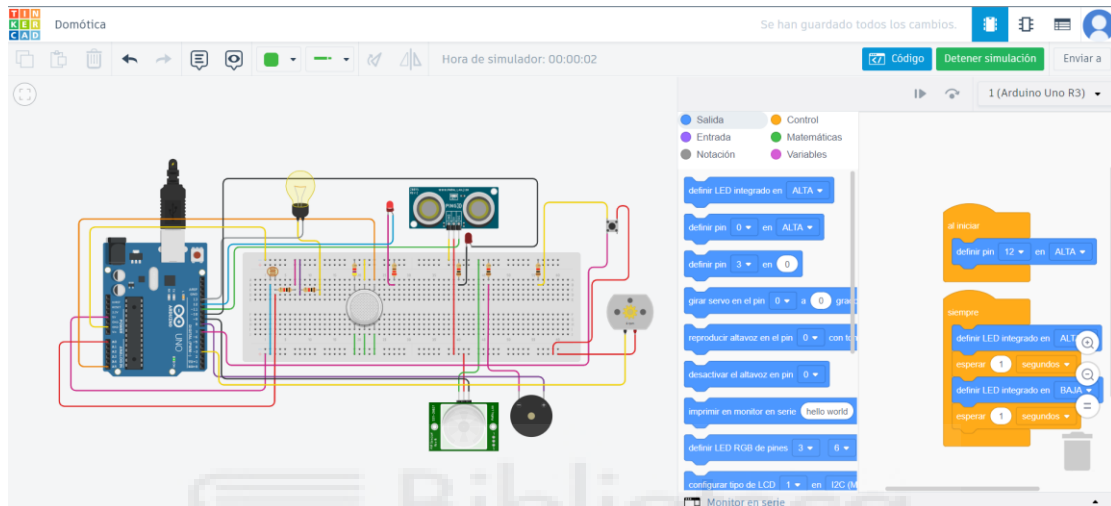 TIN
KER
CAD
Domótica
Se han guardado todos los cambios.
Hora de simulador: 00:00:02
Código
Detener simulación
Enviar a
1 (Arduino Uno R3)
Salida
Control
Entrada
Matemáticas
Notación
Variables
definir LED integrado en ALTA
definir pin 0 en ALTA
definir pin 3 en 0
girar servo en el pin 0 a 0 grad
reproducir altavoz en el pin 0 con ton
desactivar el altavoz en pin 0
imprimir en monitor en serie hello world
definir LED RGB de pines 3 6
configurar tipo de LCD 1 en I2C (M
Monitor en serie
al iniciar
definir pin 12 en ALTA
siempre
definir LED integrado en ALT
esperar 1 segundos
definir LED integrado en BAJA
esperar 1 segundos
UNO